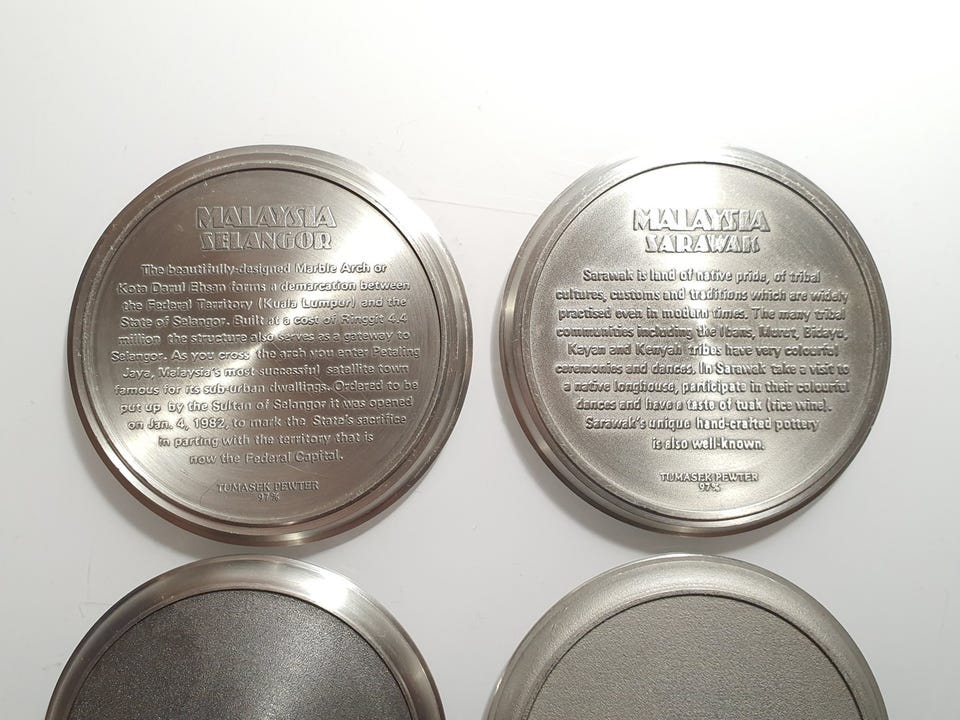 MALAYSIA
SELANGOR
The beautifully-designed Marble Arch or
Kota Darul Ehsan forms a demarcation between
the Federal Territory (Kuala Lumpur) and the
State of Selangor. Built at a cost of Ringgit 4.4
million the structure also serves as a gateway to
Selangor. As you cross the arch you enter Petaling
Jaya, Malaysia's most successful satellite town
famous for its sub-urban dwellings. Ordered to be
put up by the Sultan of Selangor it was opened
on Jan. 4, 1982, to mark the State's sacrifice
in parting with the territory that is
now the Federal Capital.
TUMASEK PEWTER
97%
MALAYSIA
SARAWAK
Sarawak is land of native pride, of tribal
cultures, customs and traditions which are widely
practised even in modern times. The many tribal
communities including the Ibans, Murut, Bidayu,
Kayan and Kenyah tribes have very colourful
ceremonies and dances. In Sarawak take a visit to
a native longhouse, participate in their colourful
dances and have a taste of tuak (rice wine).
Sarawak's unique hand-crafted pottery
is also well-known.
TUMASEK PEWTER
97%